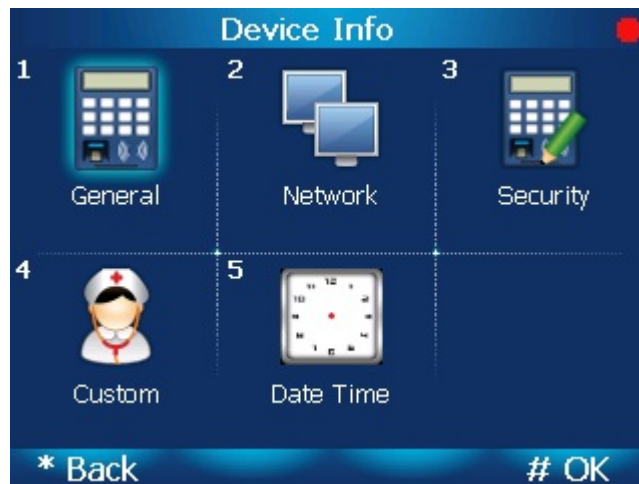 Device Info
1 2 3
General Network Security
4 5
Custom Date Time
* Back # OK